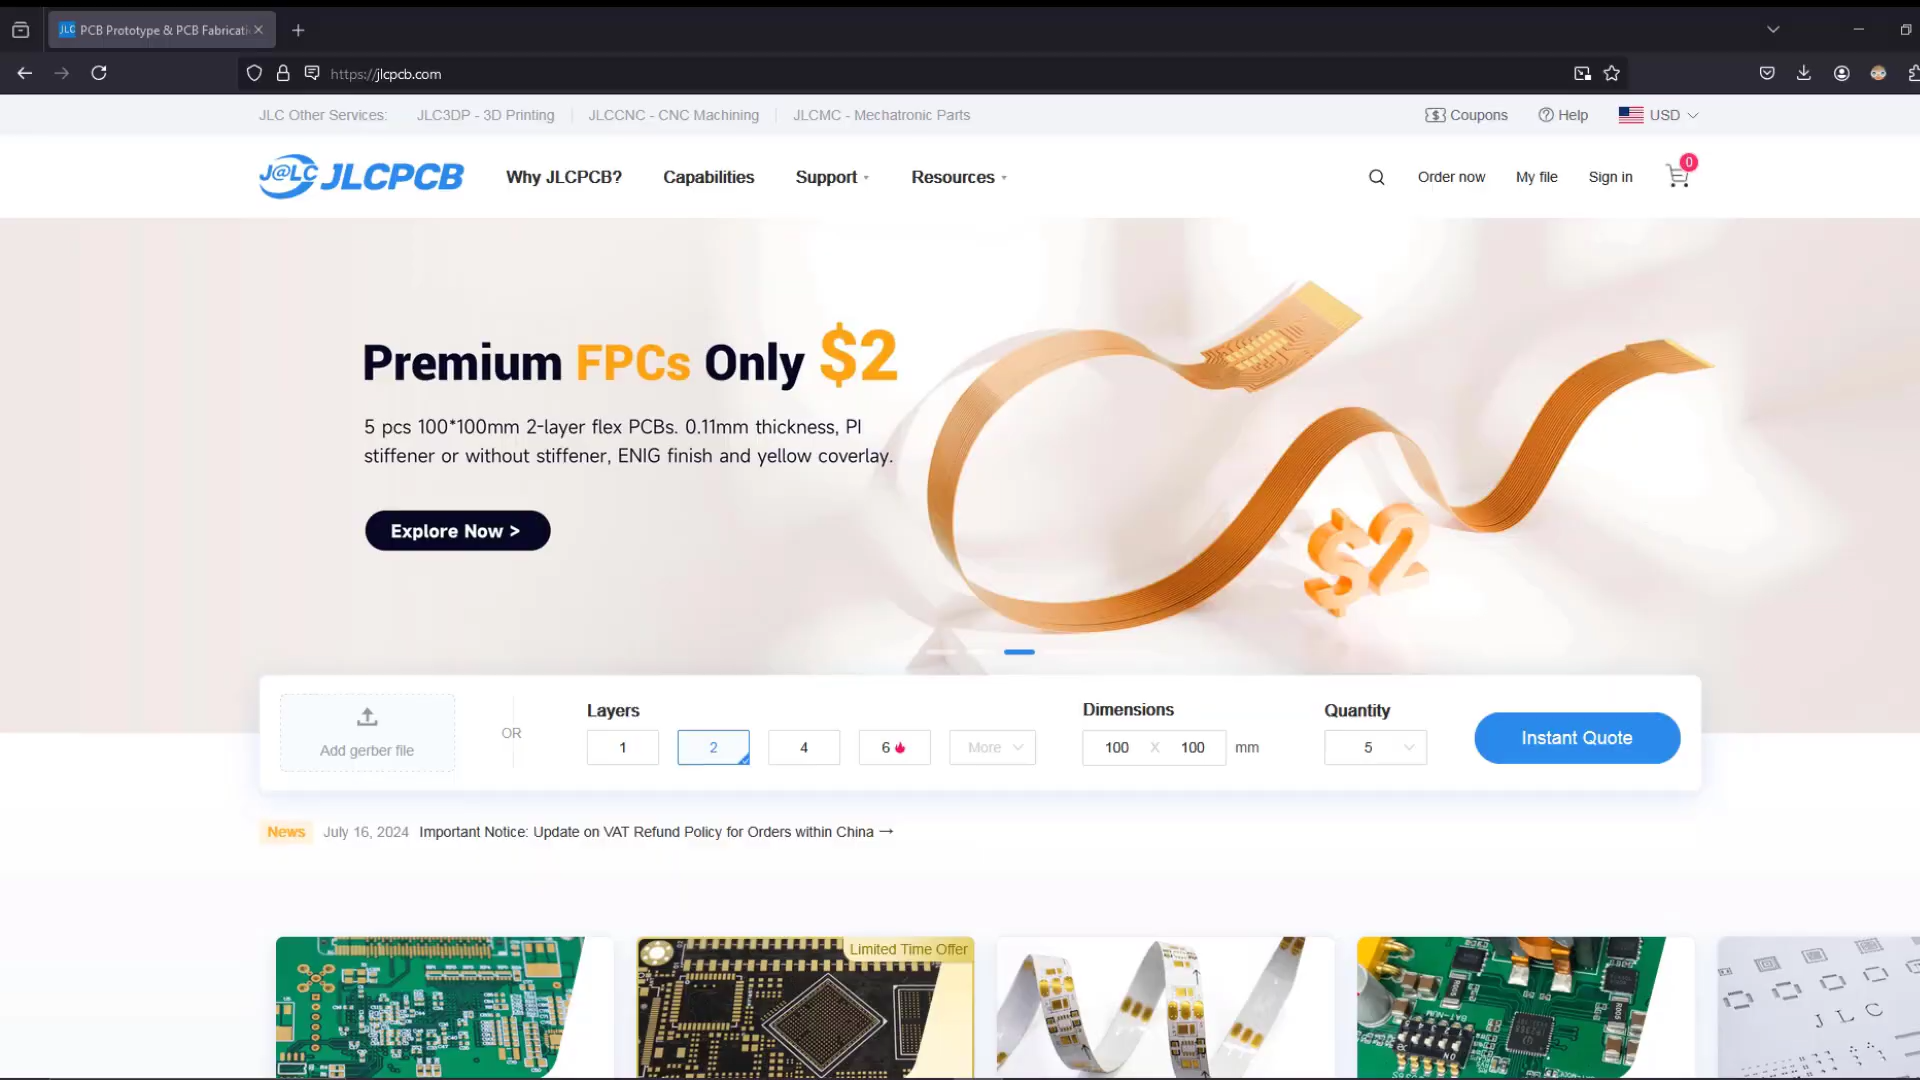 JLC PCB Prototype & PCB Fabricati
https://jlcpcb.com
JLC Other Services: JLC3DP - 3D Printing JLCCNC - CNC Machining JLCMC - Mechatronic Parts Coupons Help USD
J@LC JLCPCB Why JLCPCB? Capabilities Support Resources Order now My file Sign in 0
Premium FPCs Only $2
5 pcs 100*100mm 2-layer flex PCBs. 0.11mm thickness, PI
stiffener or without stiffener, ENIG finish and yellow coverlay.
Explore Now >
$2
Add gerber file
OR
Layers
1 2 4 6 More
Dimensions
100 X 100 mm
Quantity
5
Instant Quote
News July 16, 2024 Important Notice: Update on VAT Refund Policy for Orders within China →
Limited Time Offer
J L C